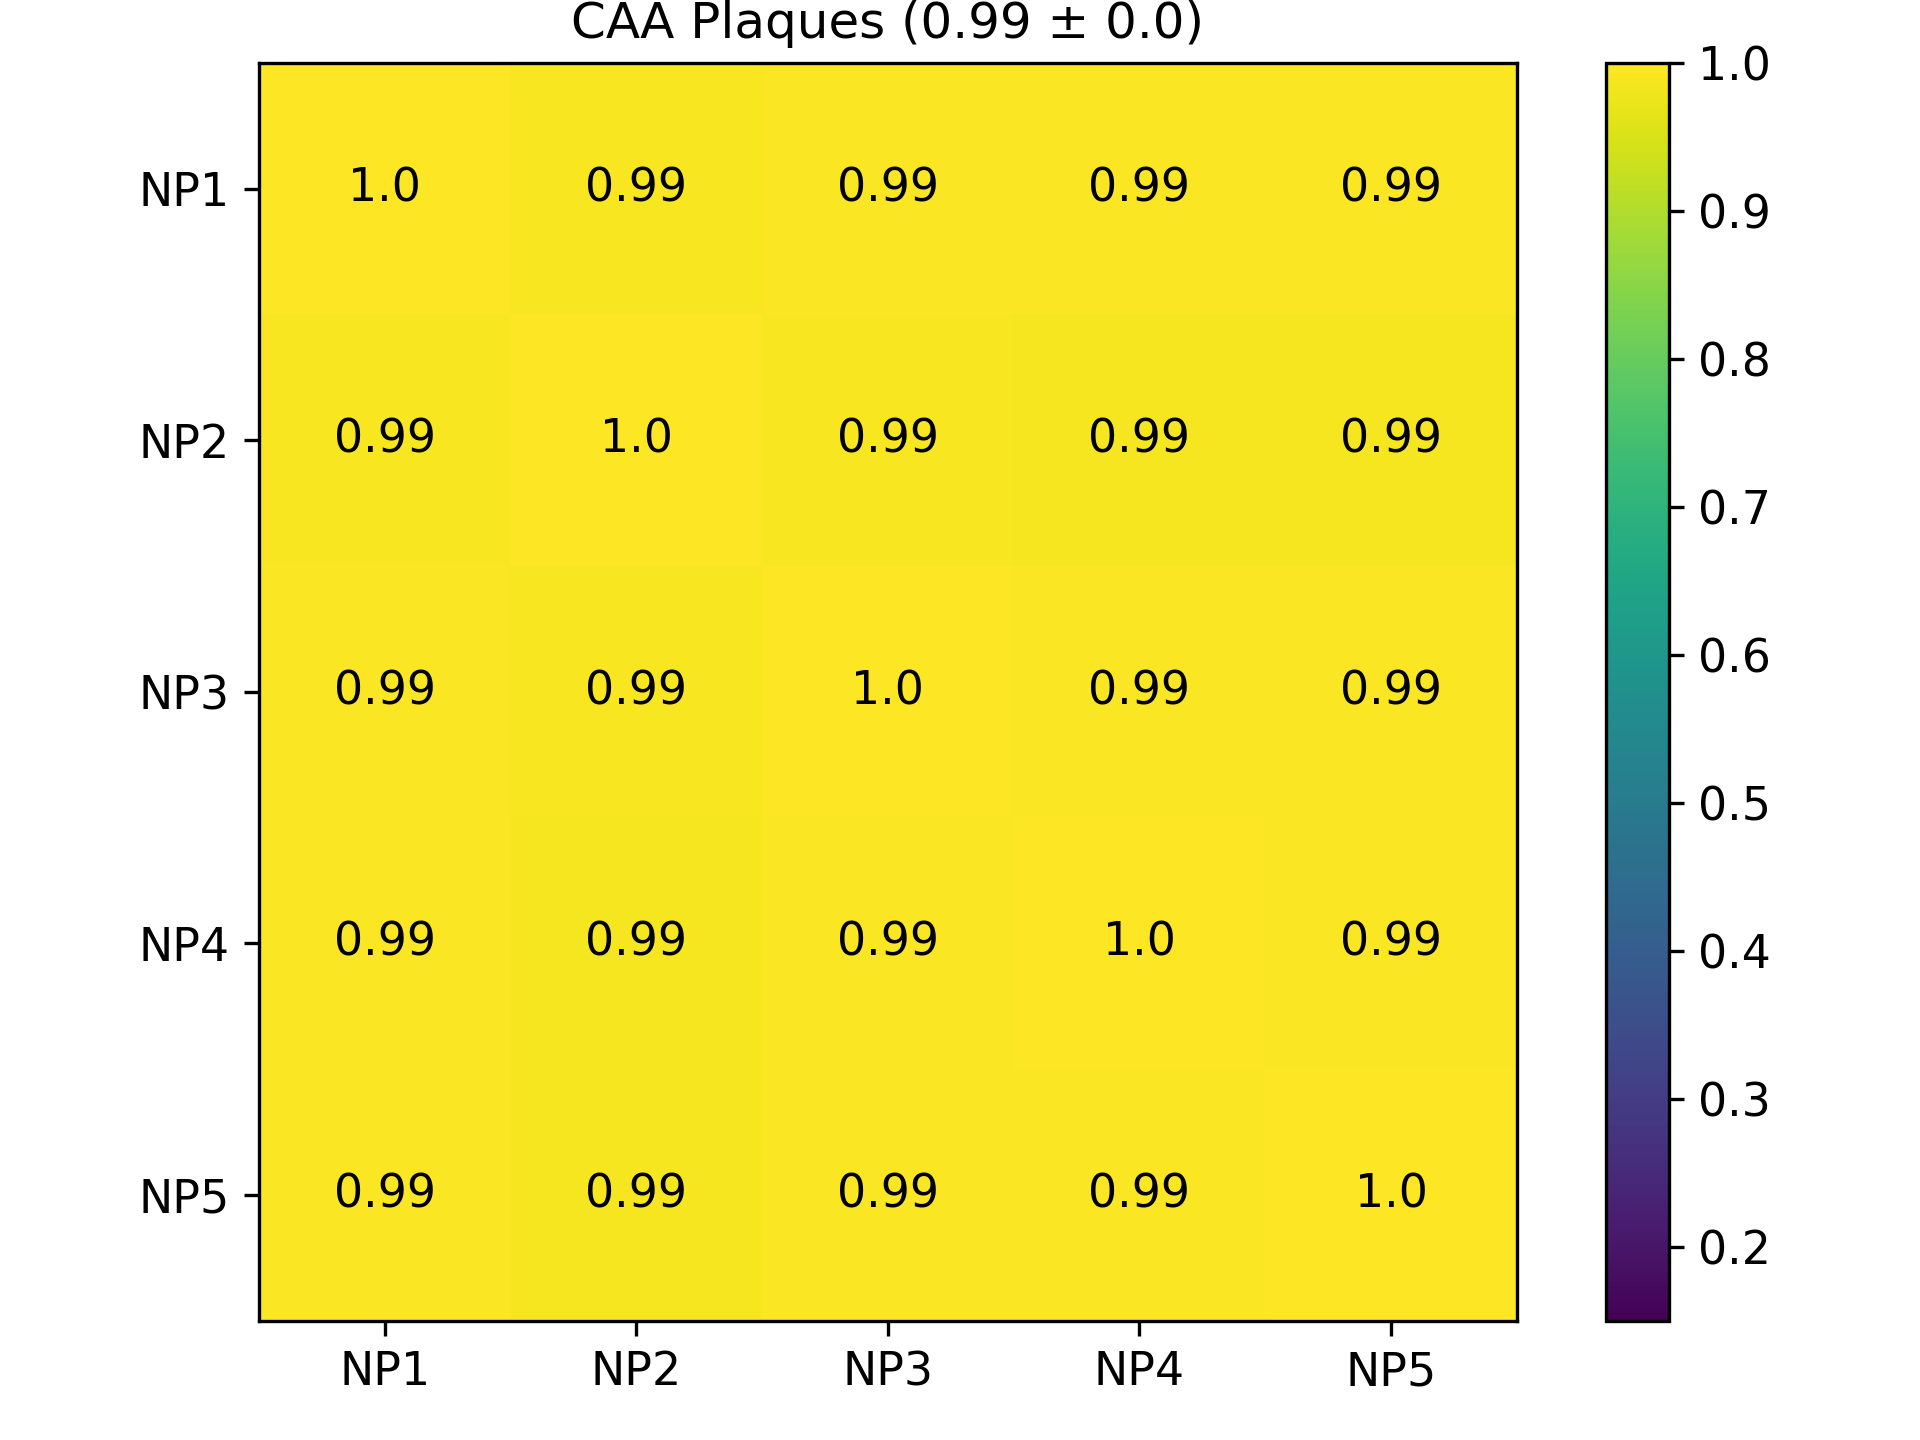 CAA Plaques (0.99 ± 0.0)
NP1 1.0 0.99 0.99 0.99 0.99
NP2 0.99 1.0 0.99 0.99 0.99
NP3 0.99 0.99 1.0 0.99 0.99
NP4 0.99 0.99 0.99 1.0 0.99
NP5 0.99 0.99 0.99 0.99 1.0
NP1 NP2 NP3 NP4 NP5
1.0
0.9
0.8
0.7
0.6
0.5
0.4
0.3
0.2